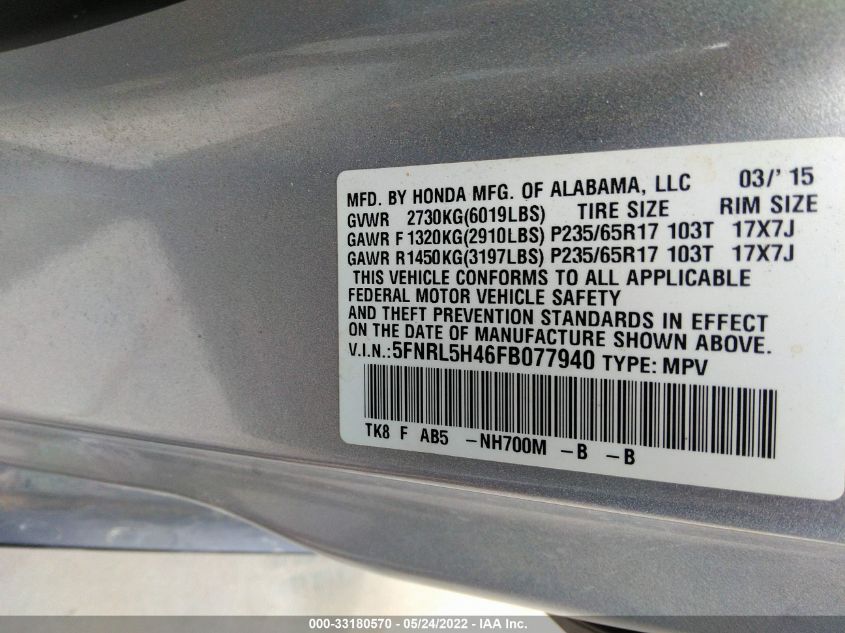 MFD. BY HONDA MFG. OF ALABAMA, LLC 03/'15
GVWR 2730KG(6019LBS) TIRE SIZE RIM SIZE
GAWR F 1320KG(2910LBS) P235/65R17 103T 17X7J
GAWR R 1450KG(3197LBS) P235/65R17 103T 17X7J
THIS VEHICLE CONFORMS TO ALL APPLICABLE
FEDERAL MOTOR VEHICLE SAFETY
AND THEFT PREVENTION STANDARDS IN EFFECT
ON THE DATE OF MANUFACTURE SHOWN ABOVE.
V.I.N.:5FNRL5H46FB077940 TYPE: MPV
TK8 F AB5 -NH700M -B -B
000-33180570 - 05/24/2022 - IAA Inc.